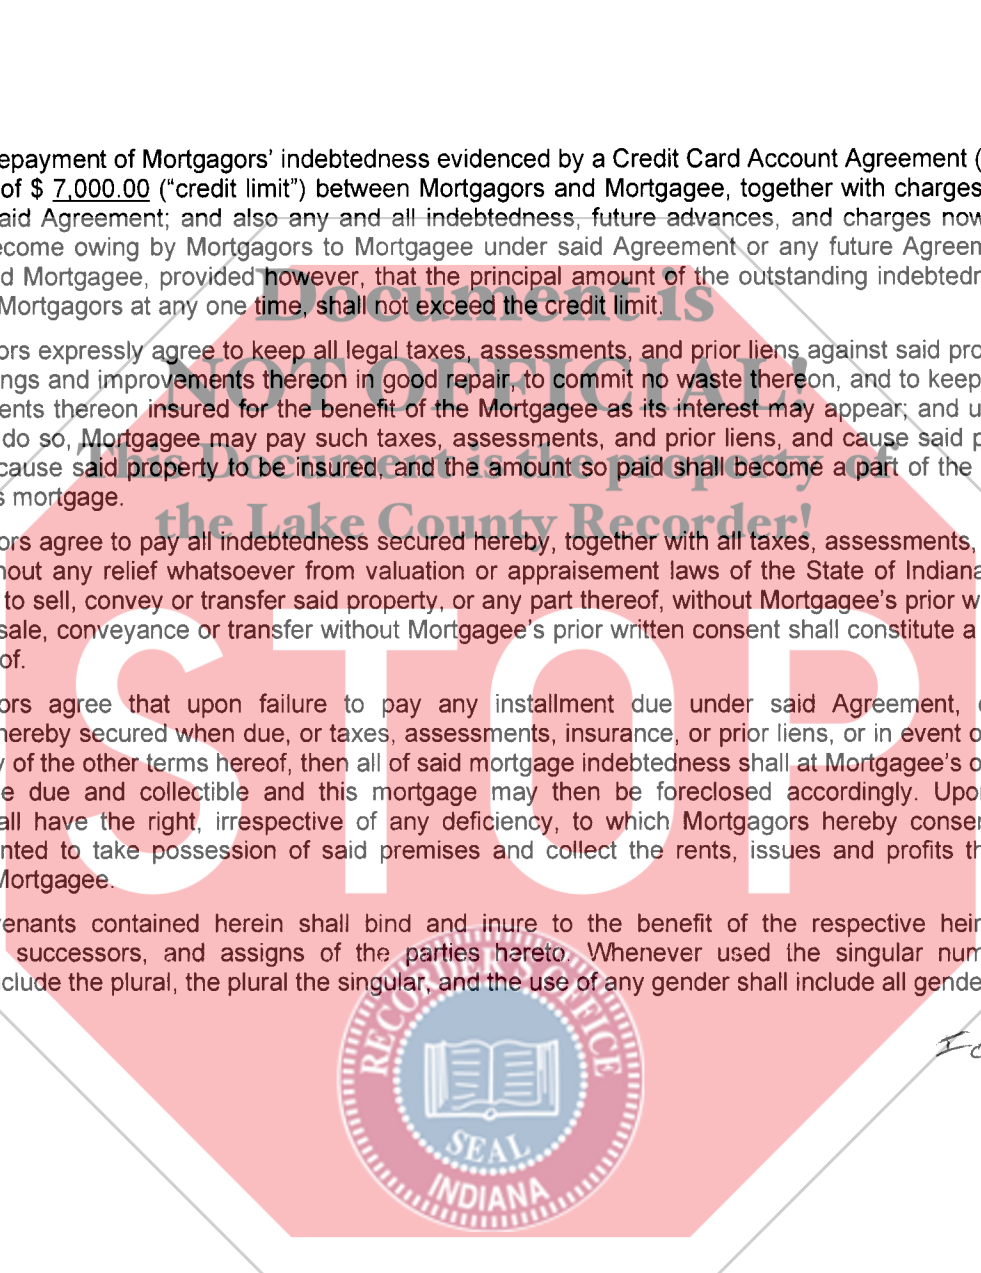 epayment of Mortgagors' indebtedness evidenced by a Credit Card Account Agreement (
of $ 7,000.00 ("credit limit") between Mortgagors and Mortgagee, together with charges
aid Agreement; and also any and all indebtedness, future advances, and charges now
ecome owing by Mortgagors to Mortgagee under said Agreement or any future Agreem
d Mortgagee, provided however, that the principal amount of the outstanding indebtedn
Mortgagors at any one time, shall not exceed the credit limit.
Document is
ors expressly agree to keep all legal taxes, assessments, and prior liens against said pro
ngs and improvements thereon in good repair, to commit no waste thereon, and to keep
NOT OFFICIAL!
ents thereon insured for the benefit of the Mortgagee as its interest may appear; and u
do so, Mortgagee may pay such taxes, assessments, and prior liens, and cause said p
cause said property to be insured, and the amount so paid shall become a part of the
This Document is the property of
s mortgage.
the Lake County Recorder!
ors agree to pay all indebtedness secured hereby, together with all taxes, assessments,
hout any relief whatsoever from valuation or appraisement laws of the State of Indiana
to sell, convey or transfer said property, or any part thereof, without Mortgagee's prior w
sale, conveyance or transfer without Mortgagee's prior written consent shall constitute a
of.
STOP
ors agree that upon failure to pay any installment due under said Agreement,
hereby secured when due, or taxes, assessments, insurance, or prior liens, or in event o
y of the other terms hereof, then all of said mortgage indebtedness shall at Mortgagee's o
e due and collectible and this mortgage may then be foreclosed accordingly. Upo
all have the right, irrespective of any deficiency, to which Mortgagors hereby consen
nted to take possession of said premises and collect the rents, issues and profits th
Mortgagee.
enants contained herein shall bind and inure to the benefit of the respective heir
successors, and assigns of the parties hereto. Whenever used the singular num
clude the plural, the plural the singular, and the use of any gender shall include all gende
RECORDER'S OFFICE
SEAL
INDIANA